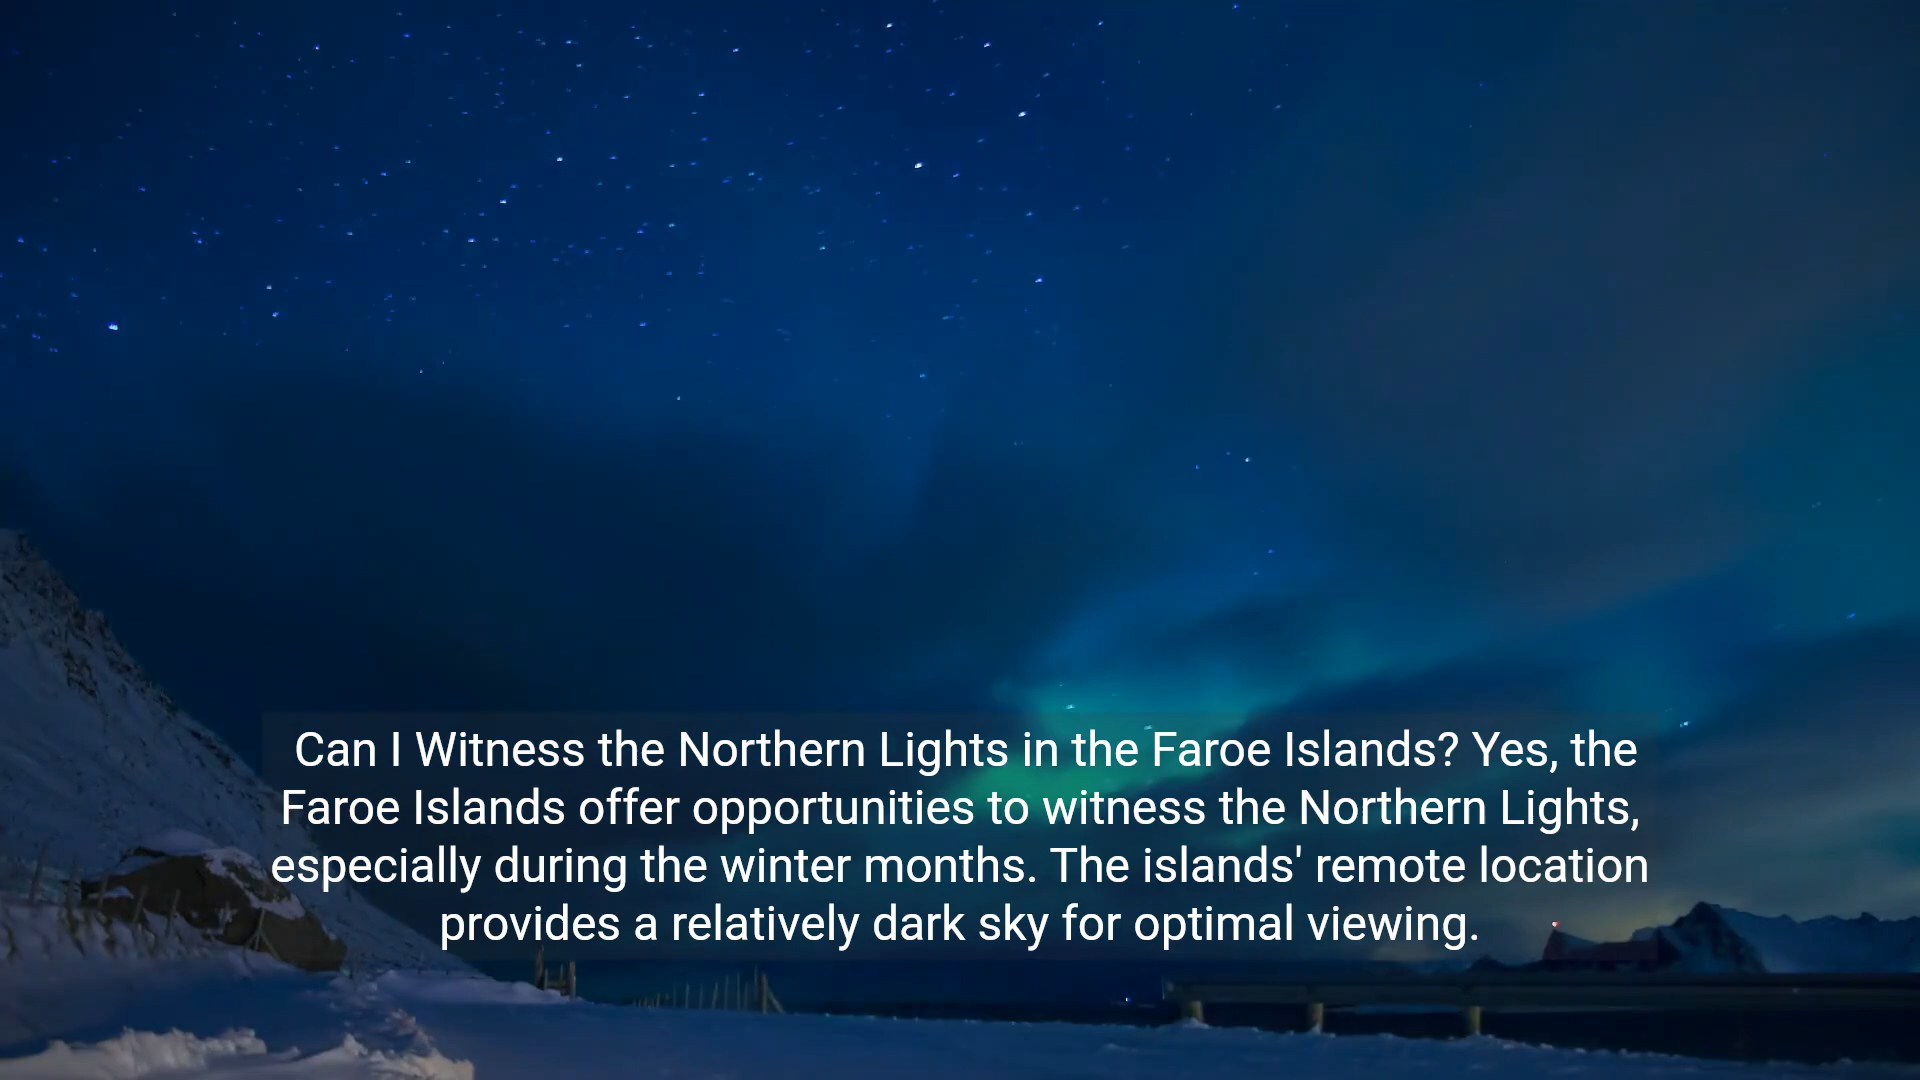 Can I Witness the Northern Lights in the Faroe Islands? Yes, the
Faroe Islands offer opportunities to witness the Northern Lights,
especially during the winter months. The islands' remote location
provides a relatively dark sky for optimal viewing.